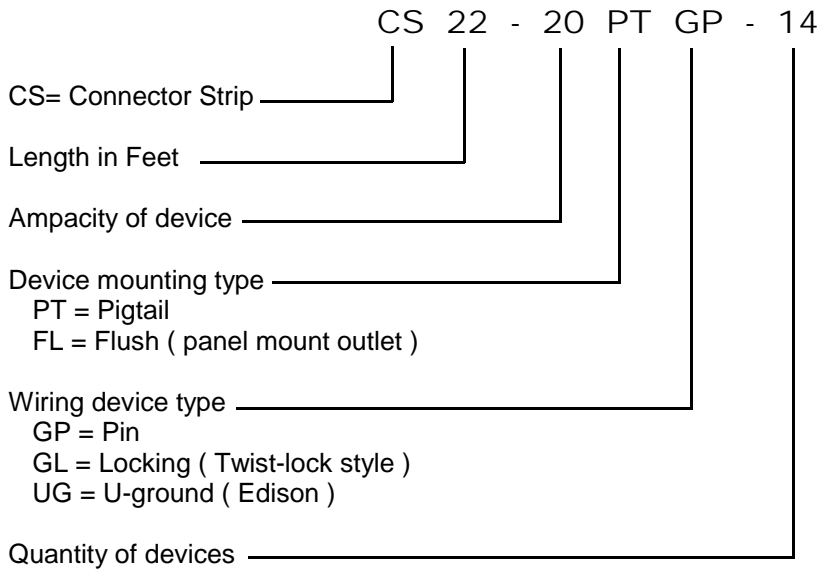 CS 22 - 20 PT GP - 14
CS= Connector Strip
Length in Feet
Ampacity of device
Device mounting type
PT = Pigtail
FL = Flush ( panel mount outlet )
Wiring device type
GP = Pin
GL = Locking ( Twist-lock style )
UG = U-ground ( Edison )
Quantity of devices